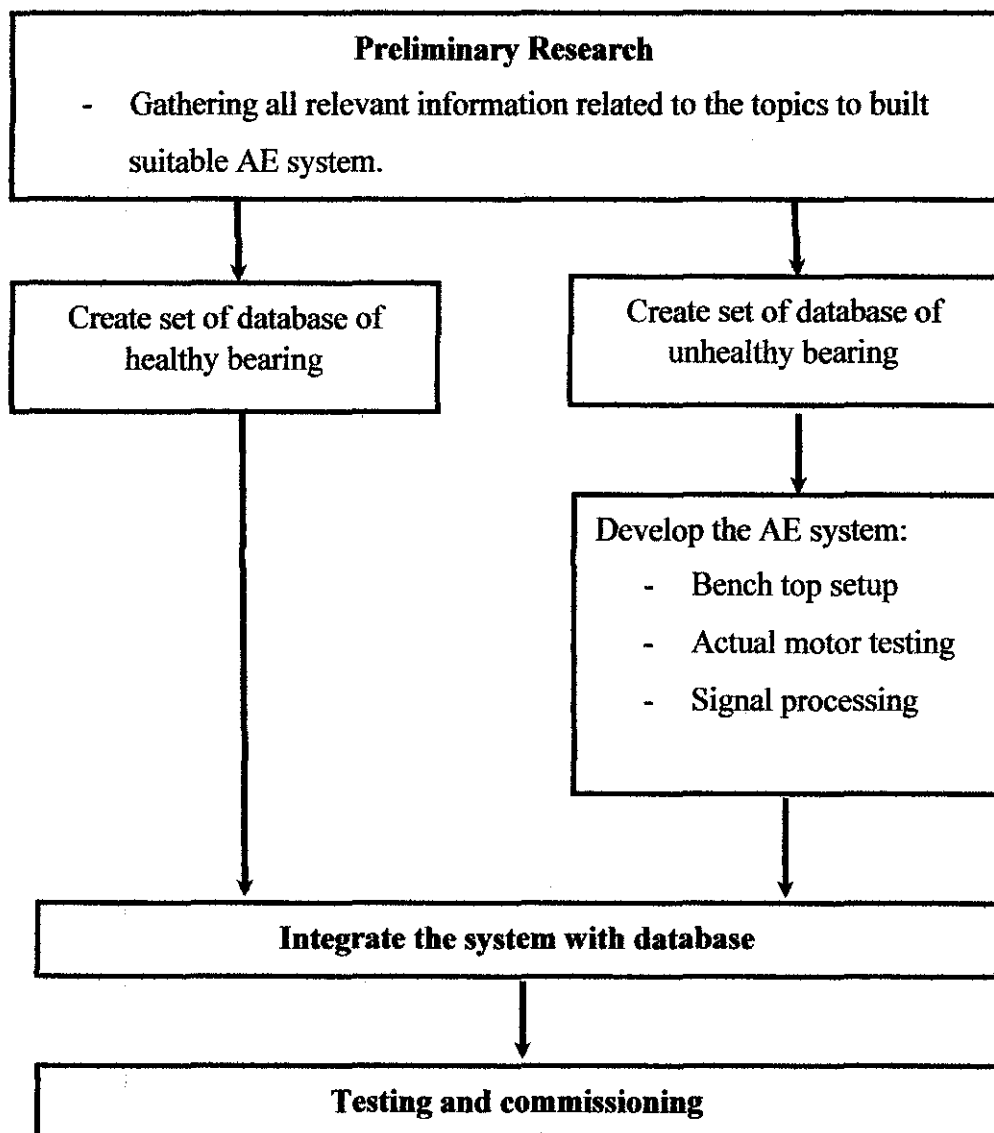 Preliminary Research
- Gathering all relevant information related to the topics to built
suitable AE system.
Create set of database of
healthy bearing
Create set of database of
unhealthy bearing
Develop the AE system:
- Bench top setup
- Actual motor testing
- Signal processing
Integrate the system with database
Testing and commissioning